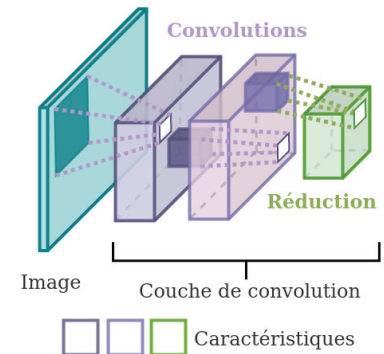 Convolutions
Réduction
Image
Couche de convolution
Caractéristiques